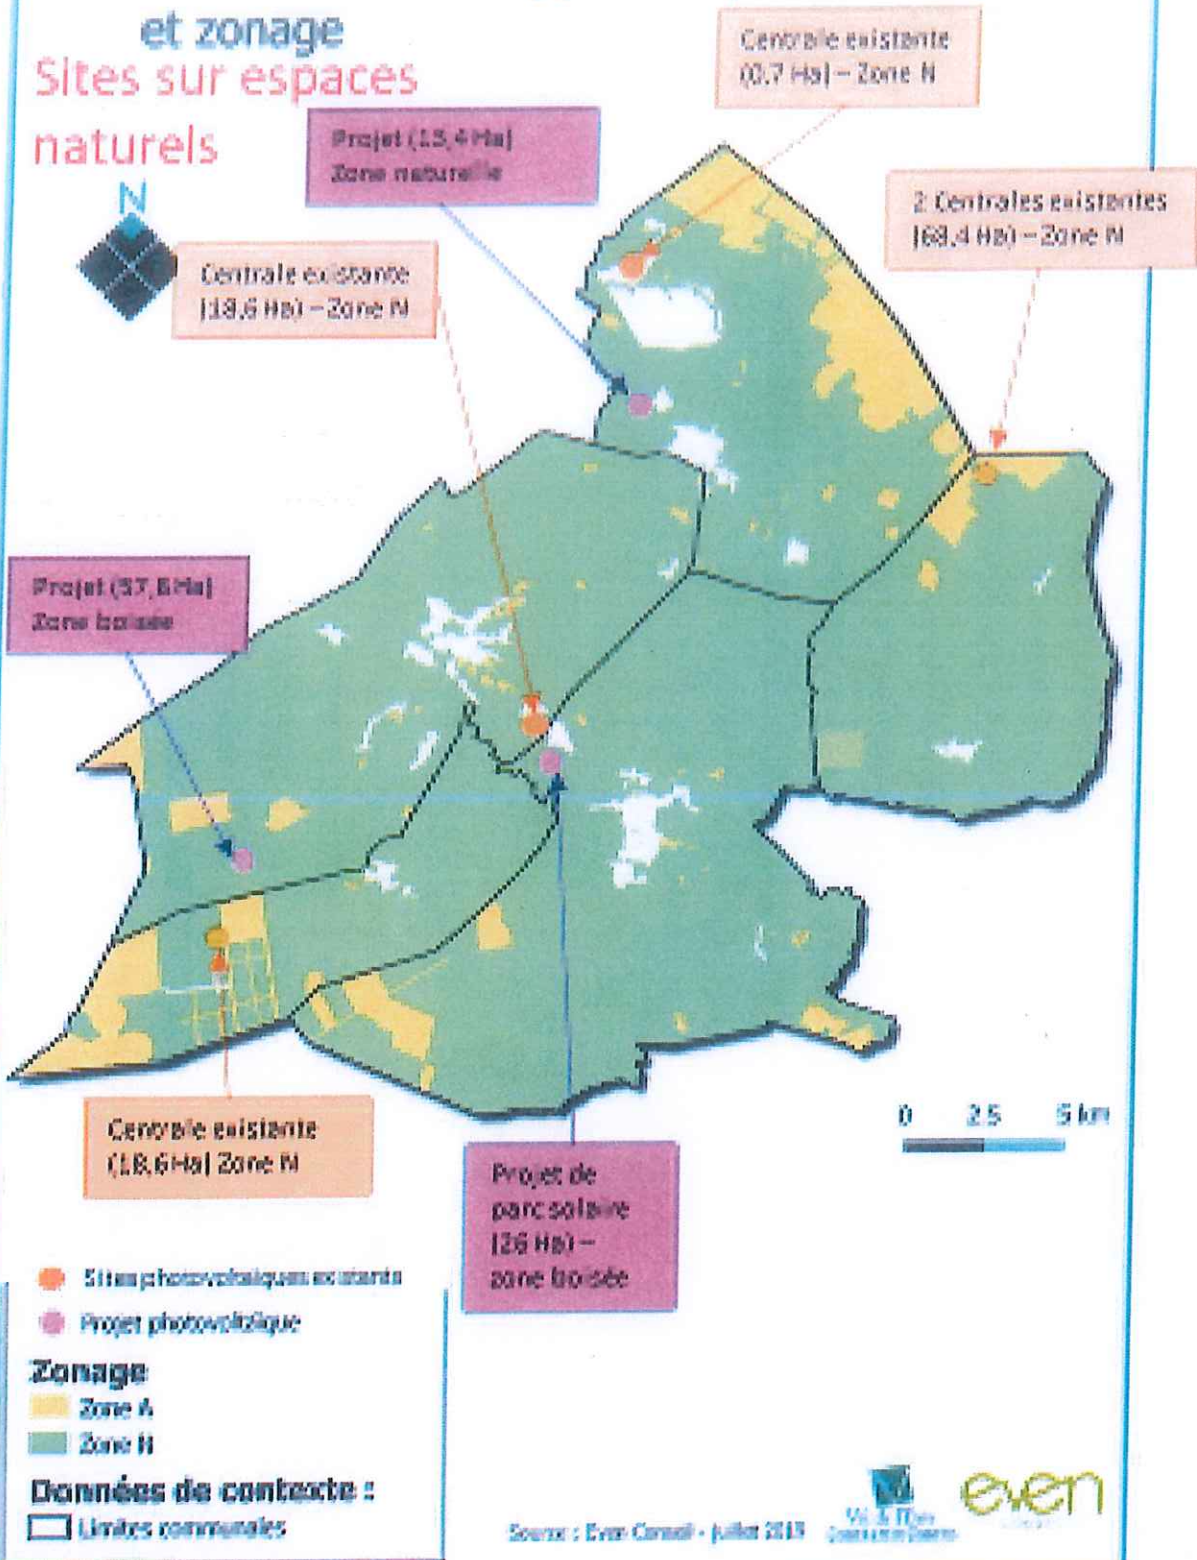 et zonage
Sites sur espaces
naturels
N
Centrale existante
(0.7 Ha) – Zone N
Projet (15,4 Ha)
Zone naturelle
2 Centrales existantes
(68.4 Ha) – Zone N
Centrale existante
(18.6 Ha) – Zone N
Projet (57,6 Ha)
Zone boisée
Centrale existante
(18,6 Ha) Zone N
Projet de
parc solaire
(26 Ha) –
zone boisée
0 2.5 5 km
Sites photovoltaïques existants
Projet photovoltaïque
Zonage
Zone A
Zone N
Données de contexte :
Limites communales
Source : Even Conseil - Juillet 2019
even